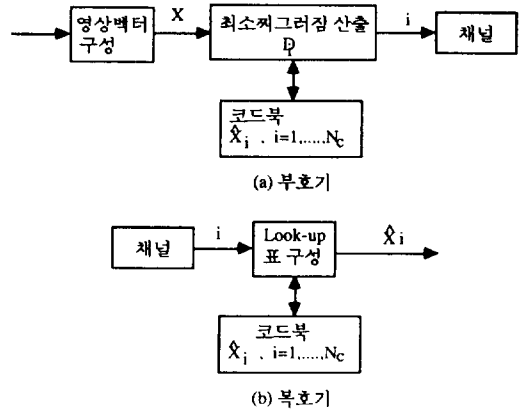 영상벡터
구성
X
최소찌그러짐 산출
Di
i
채널
코드북
X̂i , i=1,.....,Nc
(a) 부호기
채널
i
Look-up
표 구성
X̂i
코드북
X̂i , i=1,.....,Nc
(b) 복호기